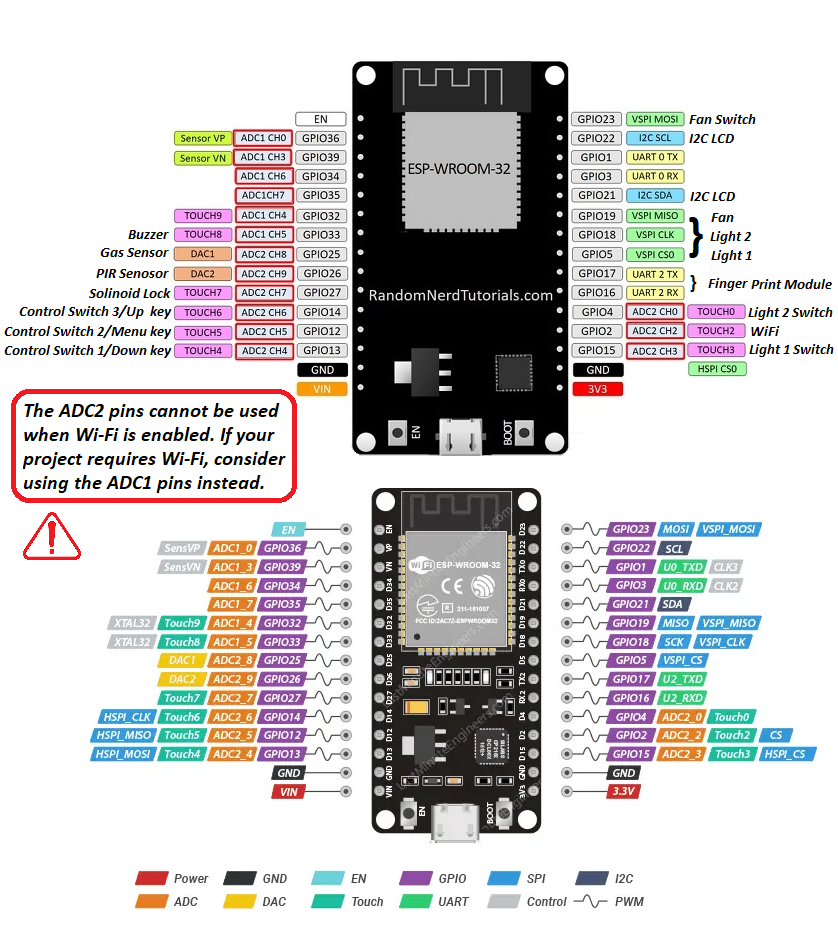 EN
GPIO23 VSPI MOSI Fan Switch
Sensor VP ADC1 CH0 GPIO36
GPIO22 I2C SCL I2C LCD
Sensor VN ADC1 CH3 GPIO39
GPIO1 UART 0 TX
ADC1 CH6 GPIO34
ESP-WROOM-32
GPIO3 UART 0 RX
ADC1CH7 GPIO35
GPIO21 I2C SDA I2C LCD
TOUCH9 ADC1 CH4 GPIO32
GPIO19 VSPI MISO Fan
Buzzer TOUCH8 ADC1 CH5 GPIO33
GPIO18 VSPI CLK Light 2
Gas Sensor DAC1 ADC2 CH8 GPIO25
GPIO5 VSPI CS0 Light 1
PIR Senosor DAC2 ADC2 CH9 GPIO26
GPIO17 UART 2 TX
Finger Print Module
Solinoid Lock TOUCH7 ADC2 CH7 GPIO27
RandomNerdTutorials.com
GPIO16 UART 2 RX
Control Switch 3/Up key TOUCH6 ADC2 CH6 GPIO14
GPIO4 ADC2 CH0 TOUCH0 Light 2 Switch
Control Switch 2/Menu key TOUCH5 ADC2 CH5 GPIO12
GPIO2 ADC2 CH2 TOUCH2 WiFi
Control Switch 1/Down key TOUCH4 ADC2 CH4 GPIO13
GPIO15 ADC2 CH3 TOUCH3 Light 1 Switch
GND
GND HSPI CS0
VIN
3V3
EN BOOT
The ADC2 pins cannot be used
when Wi-Fi is enabled. If your
project requires Wi-Fi, consider
using the ADC1 pins instead.
EN EN
D23 GPIO23 MOSI VSPI_MOSI
SensVP ADC1_0 GPIO36 VP
D22 GPIO22 SCL
SensVN ADC1_3 GPIO39 VN
WiFi ESP-WROOM-32
TX0 GPIO1 U0_TXD CLK3
ADC1_6 GPIO34 D34
CE
RX0 GPIO3 U0_RXD CLK2
ADC1_7 GPIO35 D35
R 211-161007
D21 GPIO21 SDA
XTAL32 Touch9 ADC1_4 GPIO32 D32
FCC ID:2AC7Z-ESPWROOM32
D19 GPIO19 MISO VSPI_MISO
XTAL32 Touch8 ADC1_5 GPIO33 D33
D18 GPIO18 SCK VSPI_CLK
DAC1 ADC2_8 GPIO25 D25
D5 GPIO5 VSPI_CS
DAC2 ADC2_9 GPIO26 D26
TX2 GPIO17 U2_TXD
Touch7 ADC2_7 GPIO27 D27
RX2 GPIO16 U2_RXD
HSPI_CLK Touch6 ADC2_6 GPIO14 D14
D4 GPIO4 ADC2_0 Touch0
HSPI_MISO Touch5 ADC2_5 GPIO12 D12
D2 GPIO2 ADC2_2 Touch2 CS
HSPI_MOSI Touch4 ADC2_4 GPIO13 D13
D15 GPIO15 ADC2_3 Touch3 HSPI_CS
GND GND
GND GND
VIN VIN
3V3 3.3V
EN BOOT
Power GND EN GPIO SPI I2C
ADC DAC Touch UART Control PWM